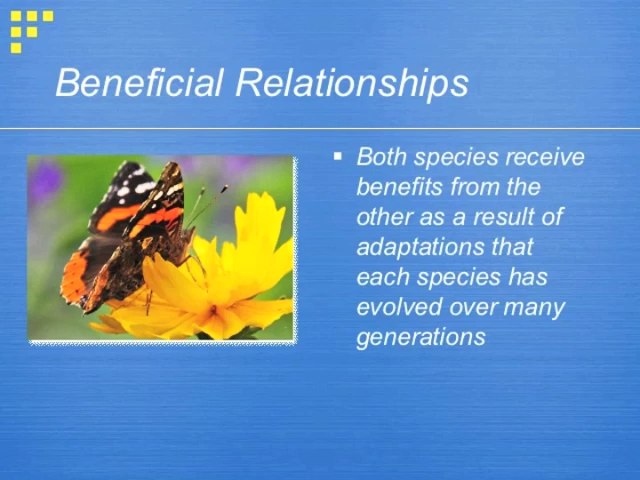 Beneficial Relationships
Both species receive
benefits from the
other as a result of
adaptations that
each species has
evolved over many
generations